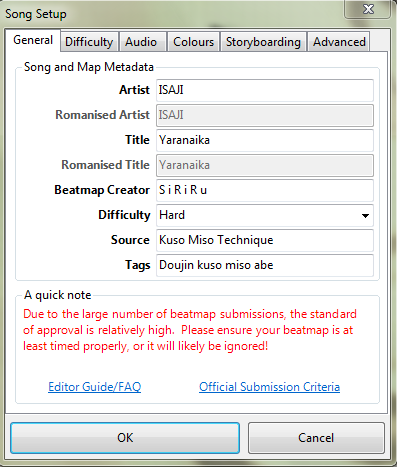 Song Setup
General Difficulty Audio Colours Storyboarding Advanced
Song and Map Metadata
Artist ISAJI
Romanised Artist ISAJI
Title Yaranaika
Romanised Title Yaranaika
Beatmap Creator S i R i R u
Difficulty Hard
Source Kuso Miso Technique
Tags Doujin kuso miso abe
A quick note
Due to the large number of beatmap submissions, the standard
of approval is relatively high. Please ensure your beatmap is at
least timed properly, or it will likely be ignored!
Editor Guide/FAQ Official Submission Criteria
OK Cancel